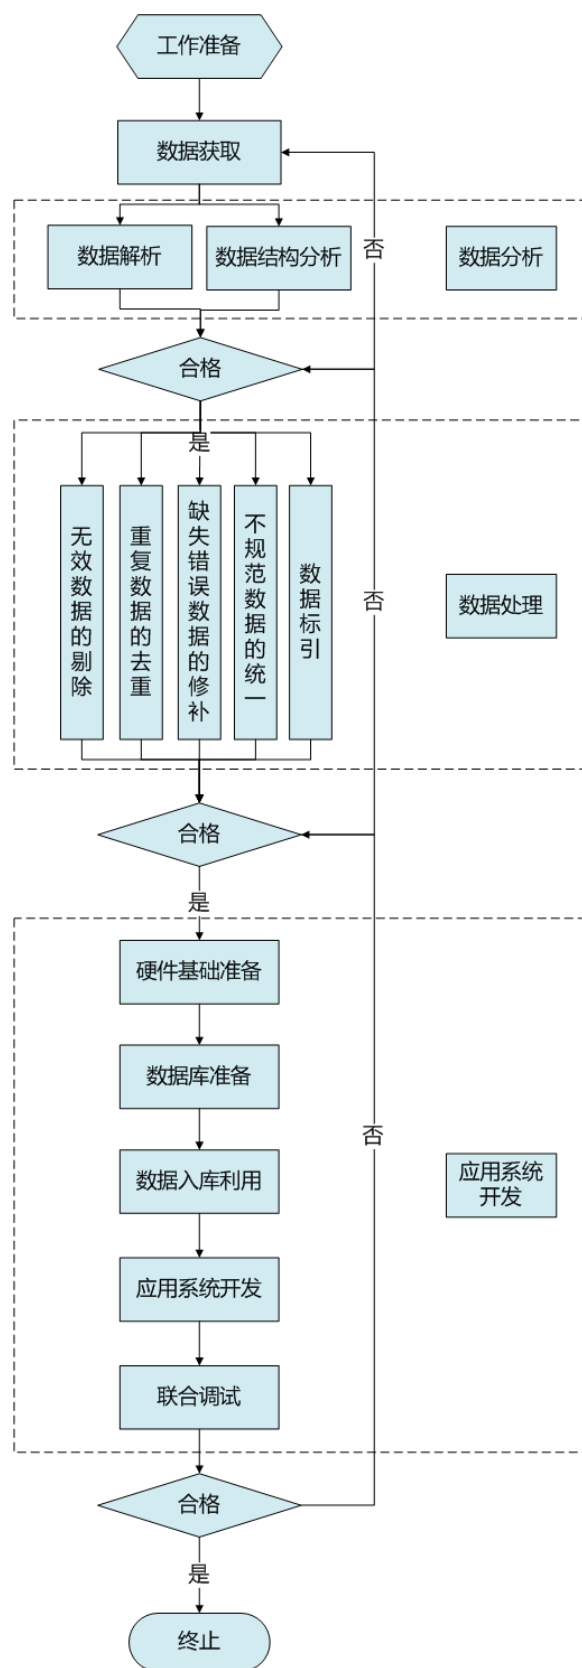 工作准备
数据获取
数据解析
数据结构分析
否
数据分析
合格
是
无效数据的剔除
重复数据的去重
缺失错误数据的修补
不规范数据的统一
数据标引
否
数据处理
合格
是
硬件基础准备
数据库准备
否
数据入库利用
应用系统
开发
应用系统开发
联合调试
合格
是
终止